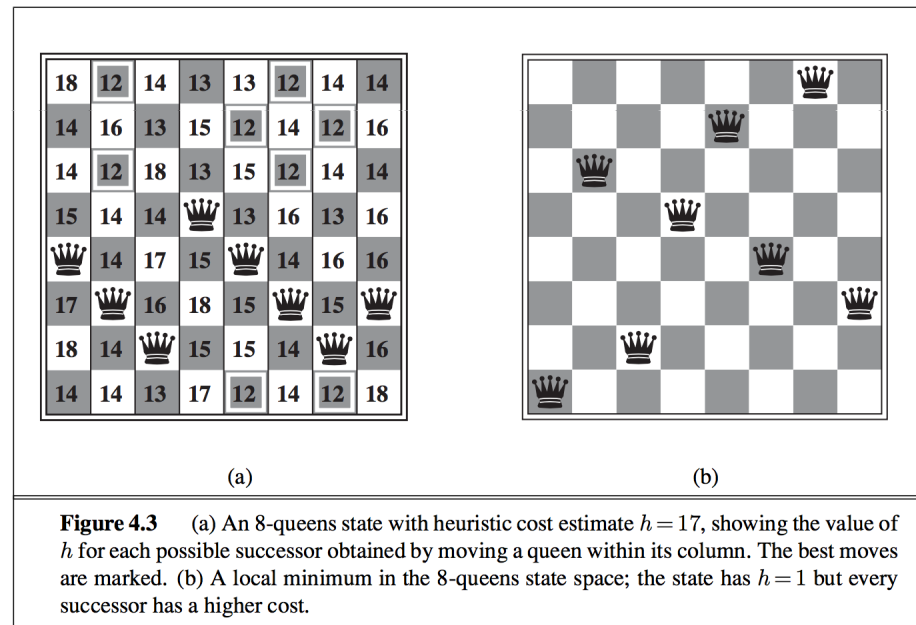 18 12 14 13 13 12 14 14
14 16 13 15 12 14 12 16
14 12 18 13 15 12 14 14
15 14 14 13 16 13 16
14 17 15 14 16 16
17 16 18 15 15
18 14 15 15 14 16
14 14 13 17 12 14 12 18
(a) (b)
Figure 4.3 (a) An 8-queens state with heuristic cost estimate h = 17, showing the value of
h for each possible successor obtained by moving a queen within its column. The best moves
are marked. (b) A local minimum in the 8-queens state space; the state has h = 1 but every
successor has a higher cost.